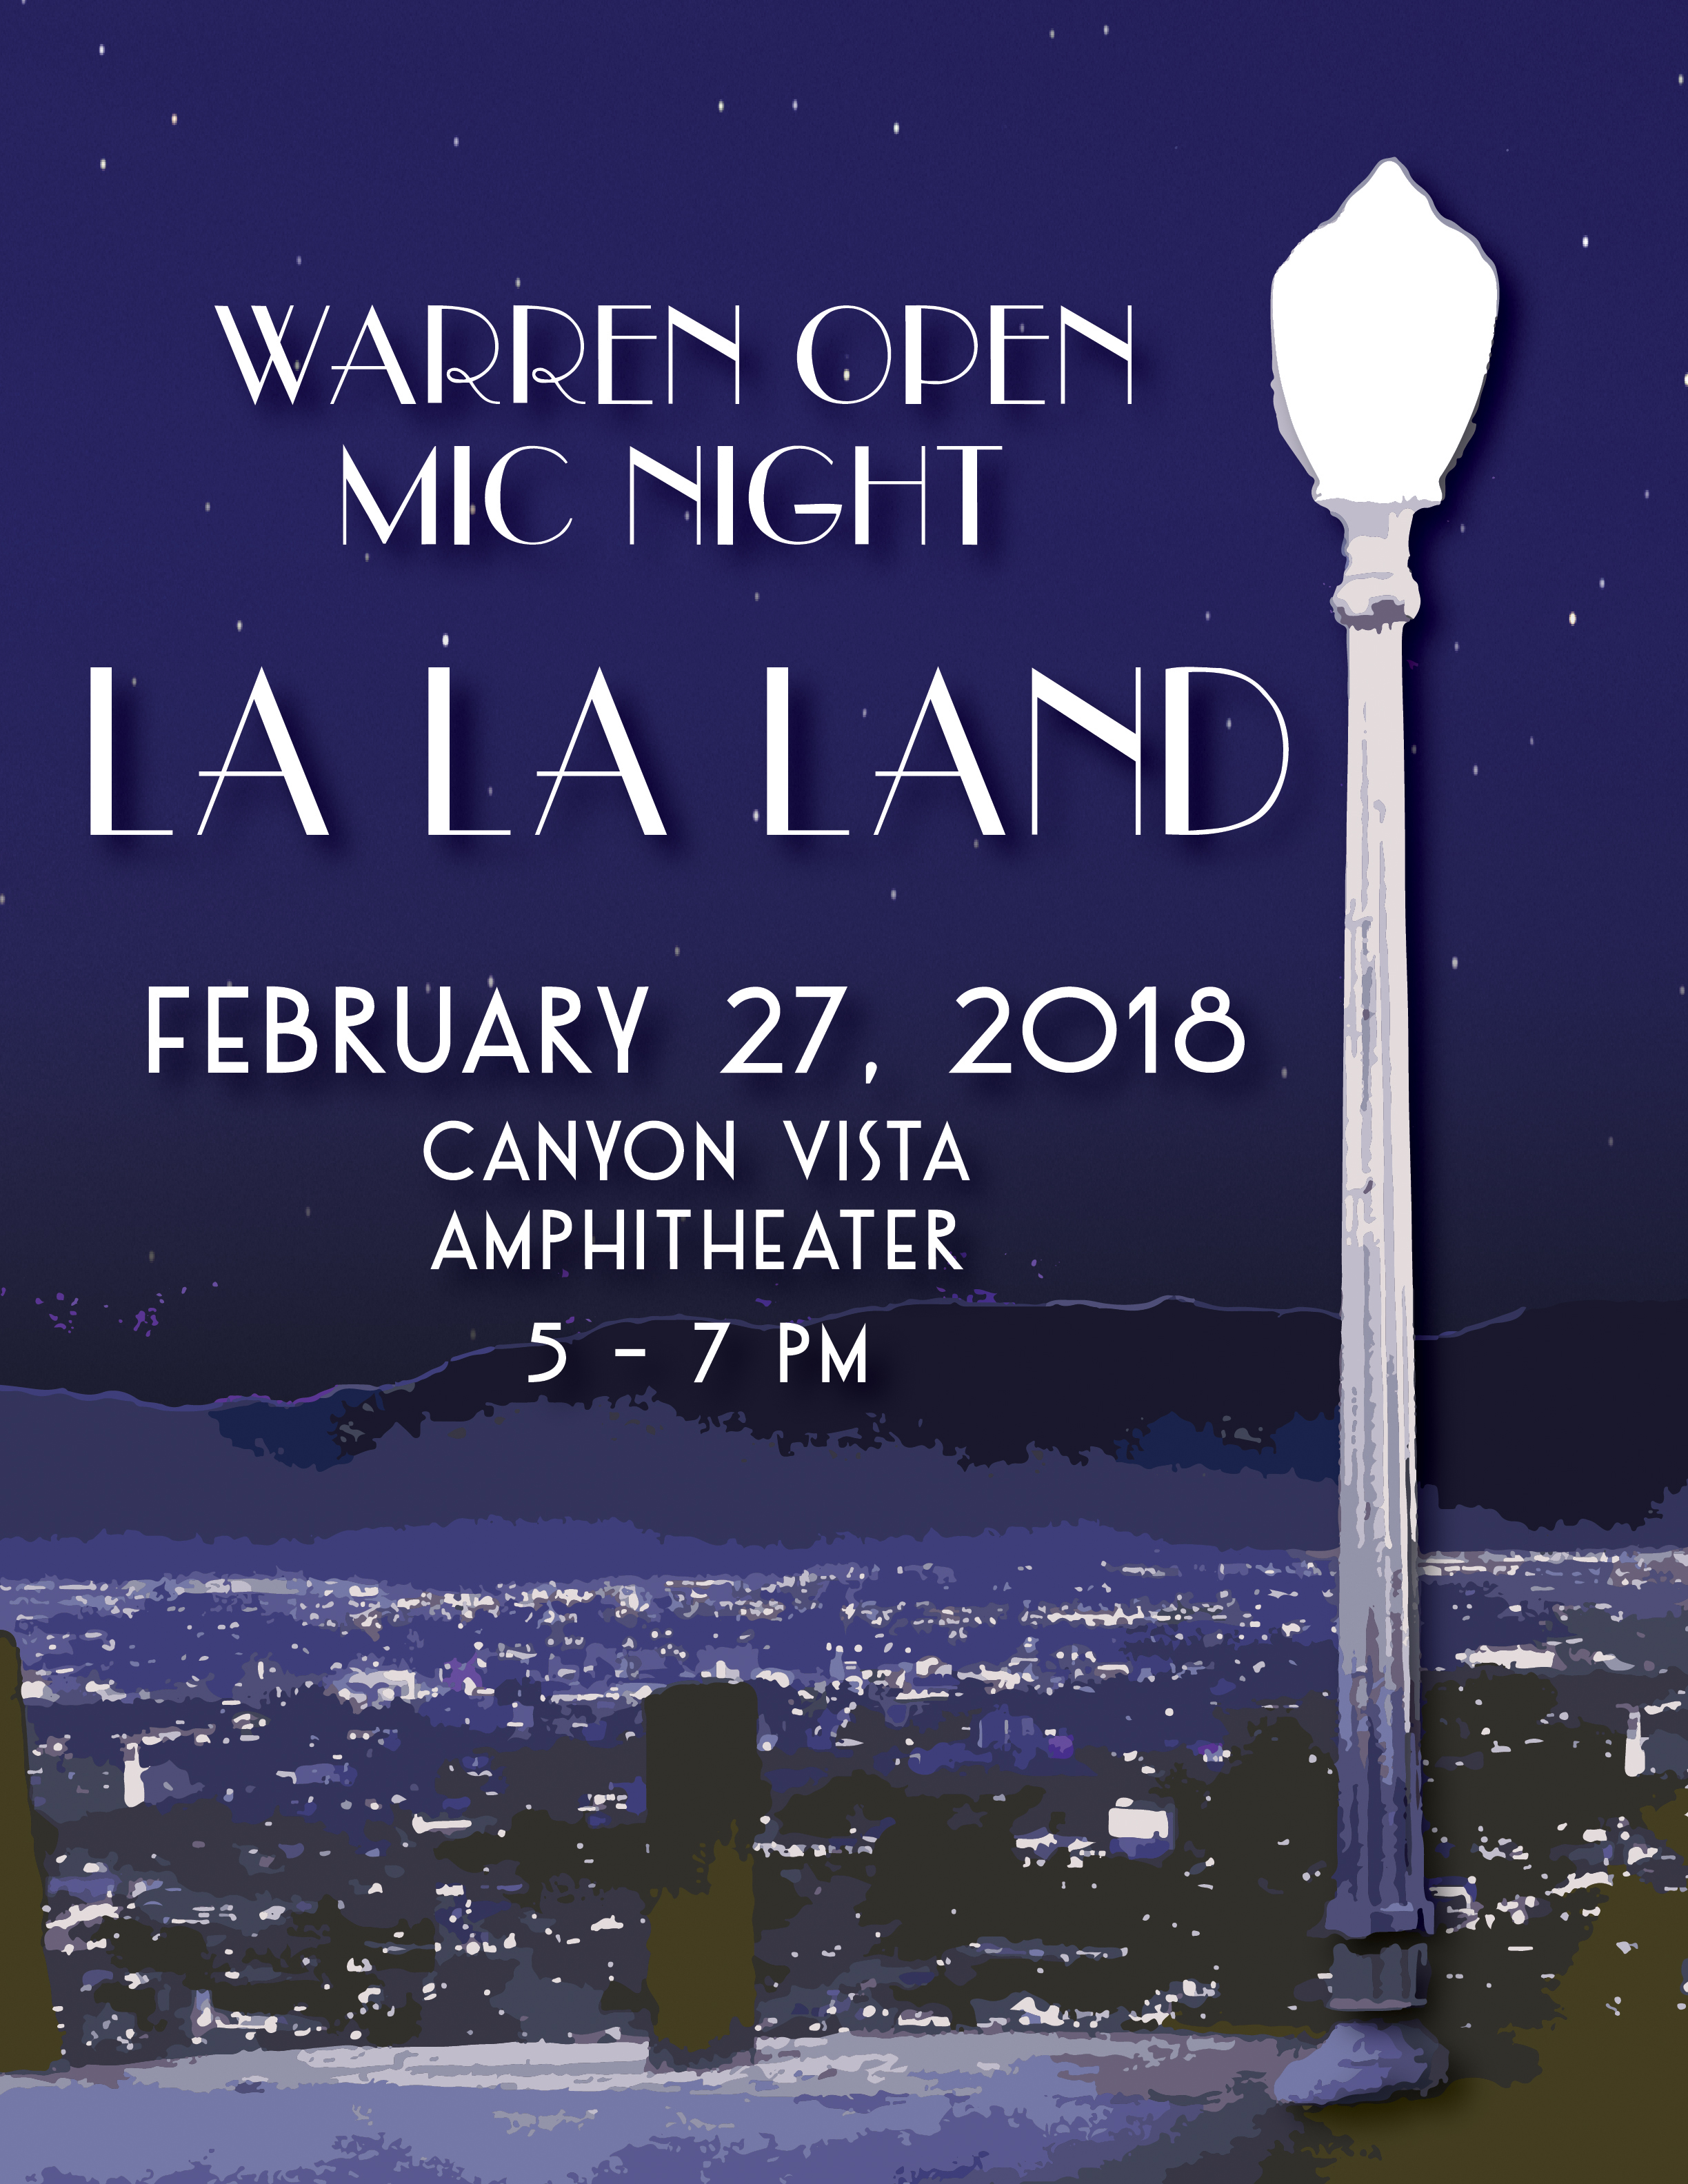 WARREN OPEN
MIC NIGHT
LA LA LAND
FEBRUARY 27, 2018
CANYON VISTA
AMPHITHEATER
5 - 7 PM